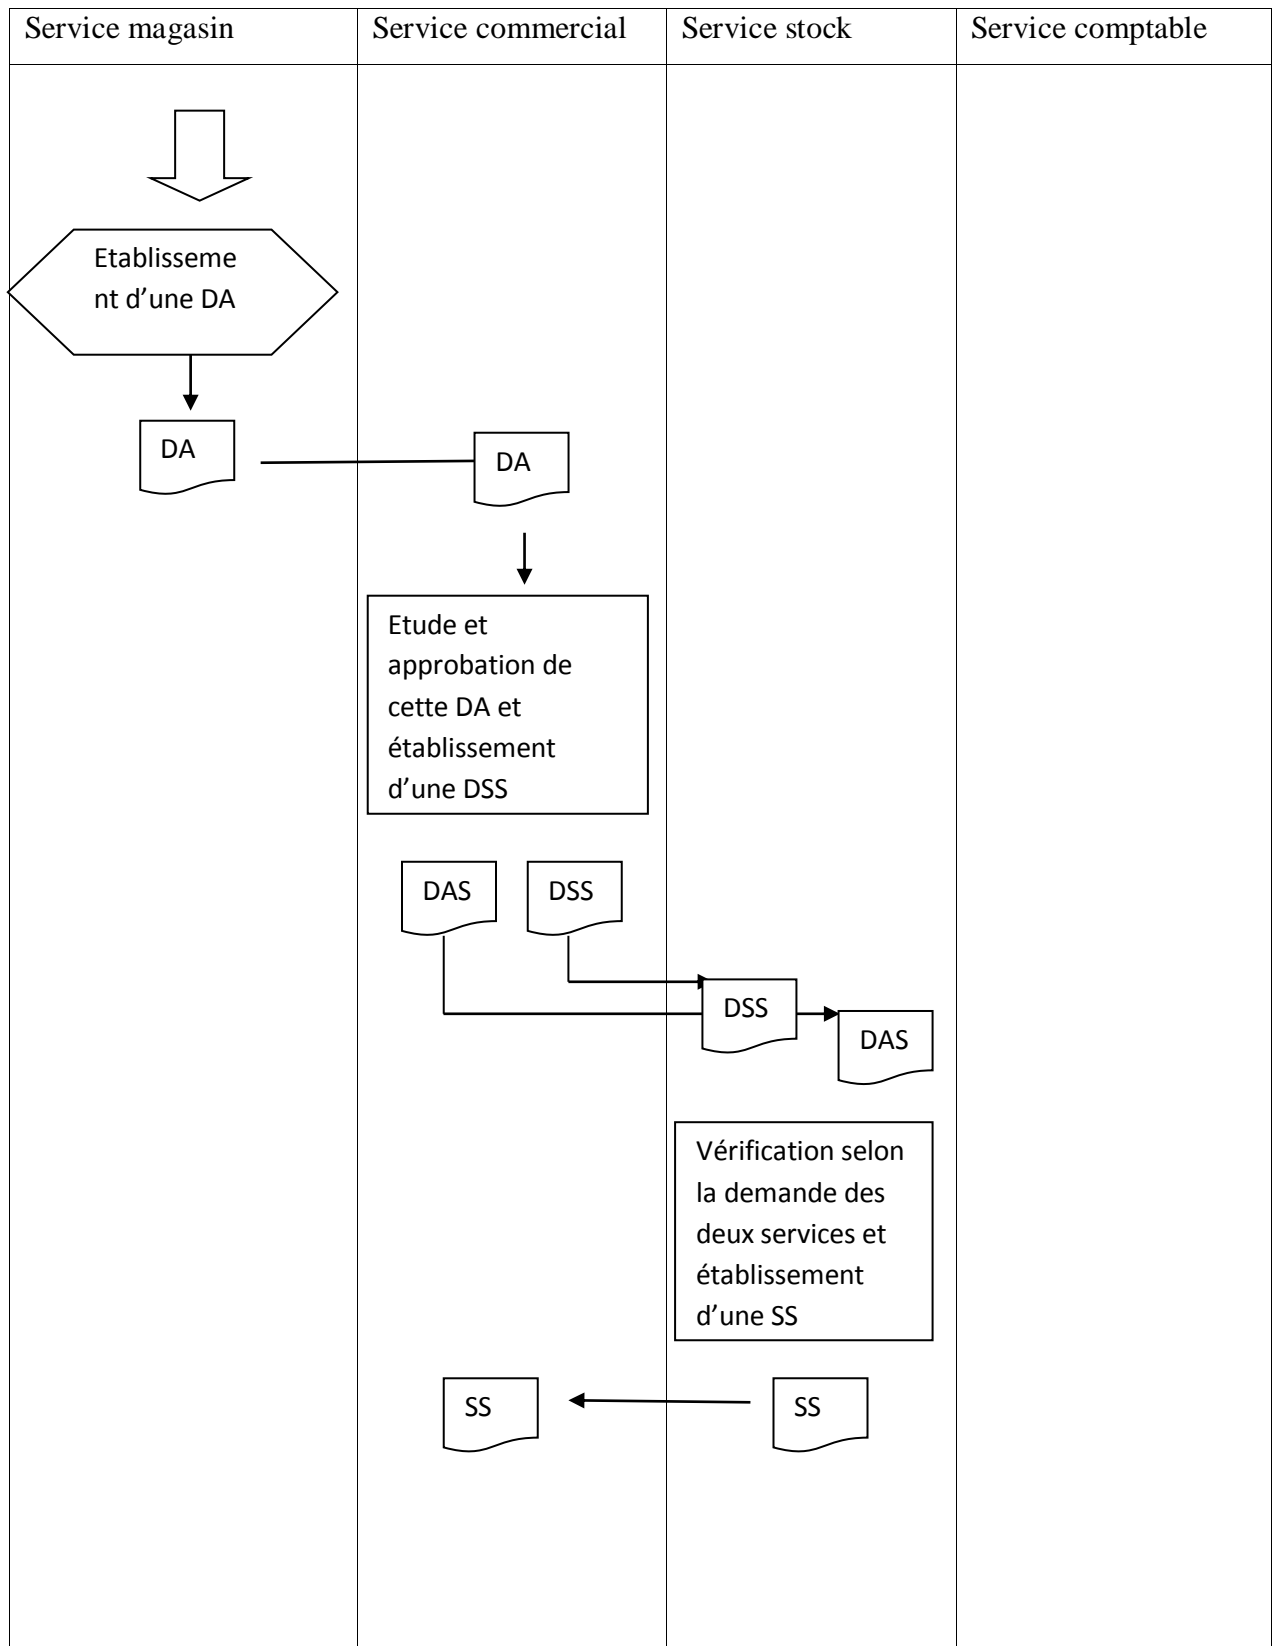 Service magasin
Service commercial
Service stock
Service comptable
Etablisseme
nt d’une DA
DA
DA
Etude et
approbation de
cette DA et
établissement
d’une DSS
DAS
DSS
DSS
DAS
Vérification selon
la demande des
deux services et
établissement
d’une SS
SS
SS